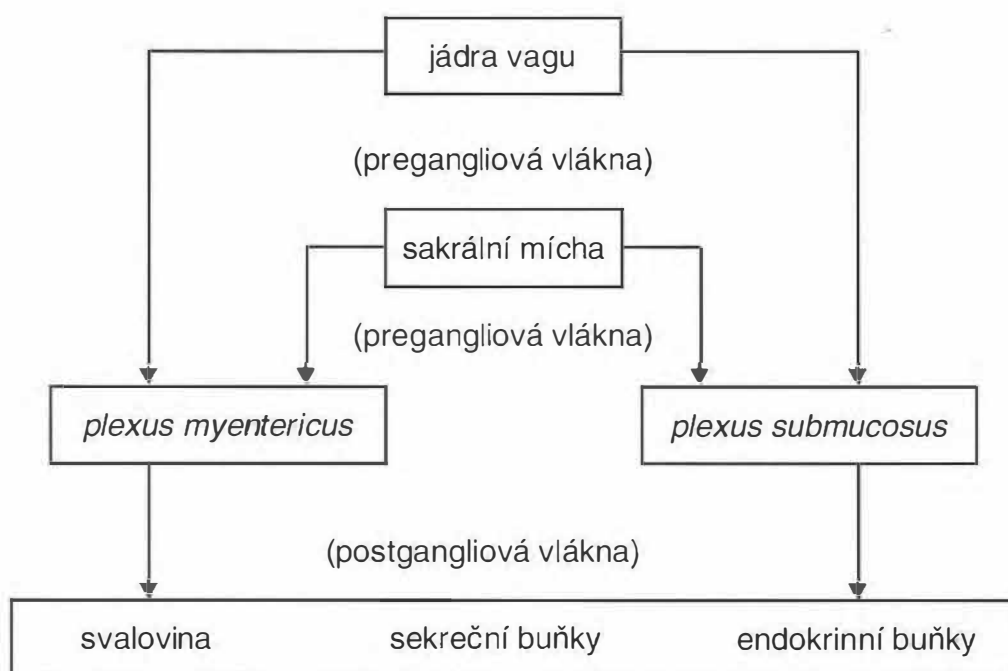 jádra vagu
(pregangliová vlákna)
sakrální mícha
(pregangliová vlákna)
plexus myentericus
plexus submucosus
(postgangliová vlákna)
svalovina sekreční buňky endokrinní buňky